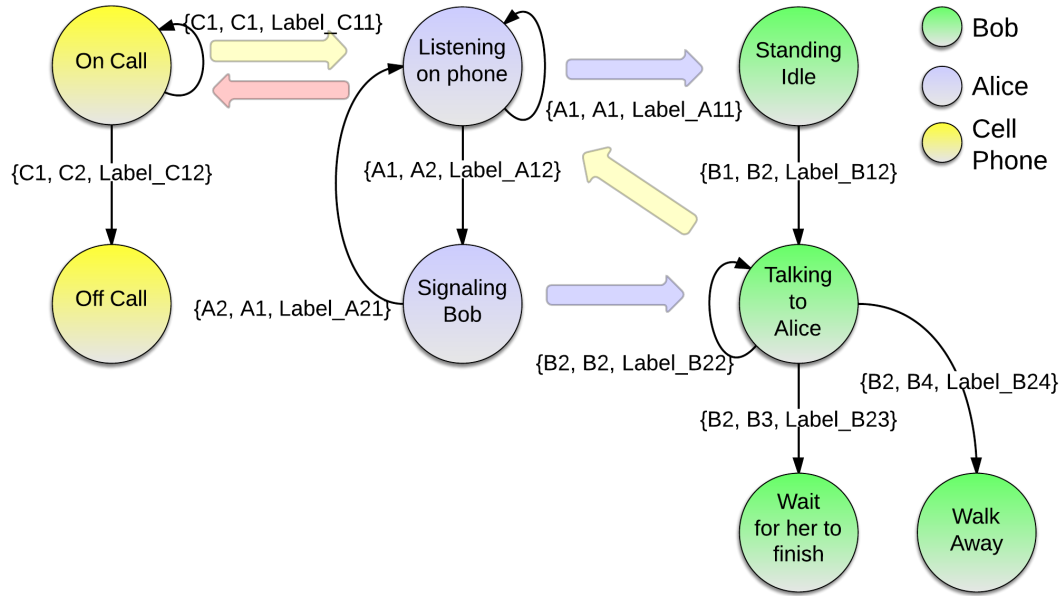 {C1, C1, Label_C11}
On Call
Listening
on phone
Standing
Idle
Bob
Alice
Cell
Phone
{A1, A1, Label_A11}
{C1, C2, Label_C12}
{A1, A2, Label_A12}
{B1, B2, Label_B12}
Off Call
{A2, A1, Label_A21}
Signaling
Bob
Talking
to
Alice
{B2, B2, Label_B22}
{B2, B4, Label_B24}
{B2, B3, Label_B23}
Wait
for her to
finish
Walk
Away